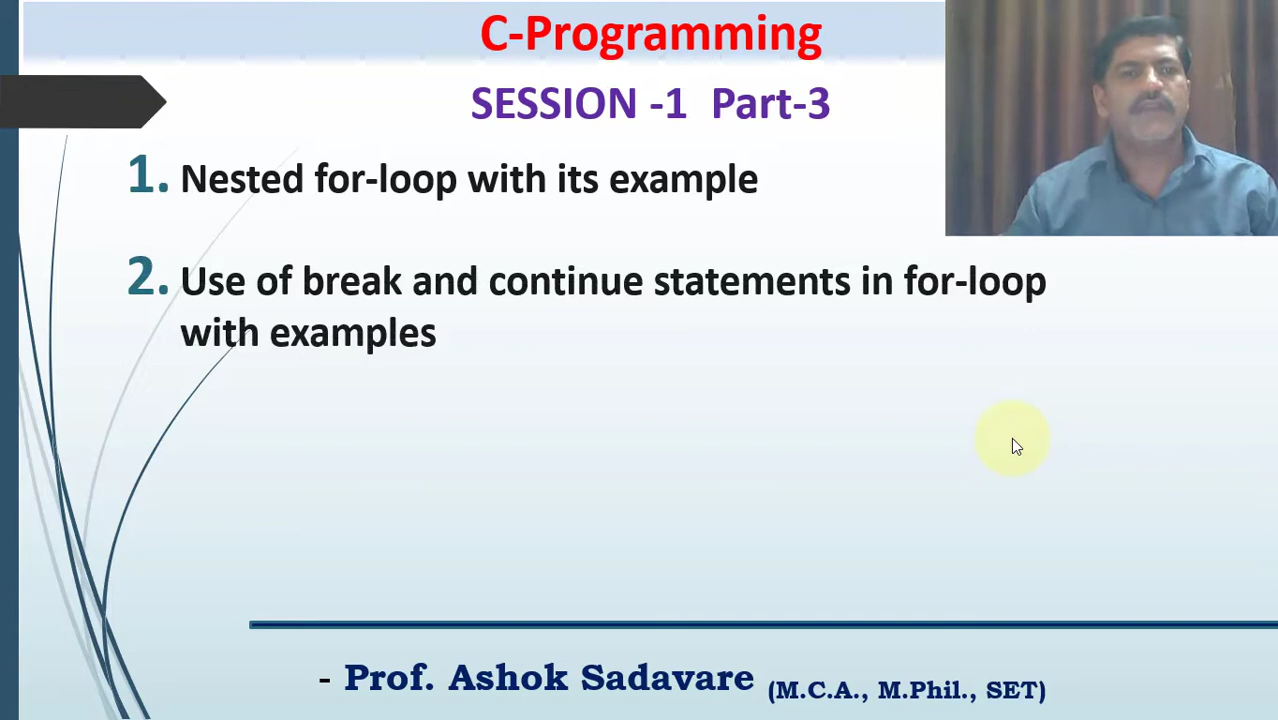 C-Programming
SESSION -1 Part-3
1. Nested for-loop with its example
2. Use of break and continue statements in for-loop
with examples
- Prof. Ashok Sadavare (M.C.A., M.Phil., SET)